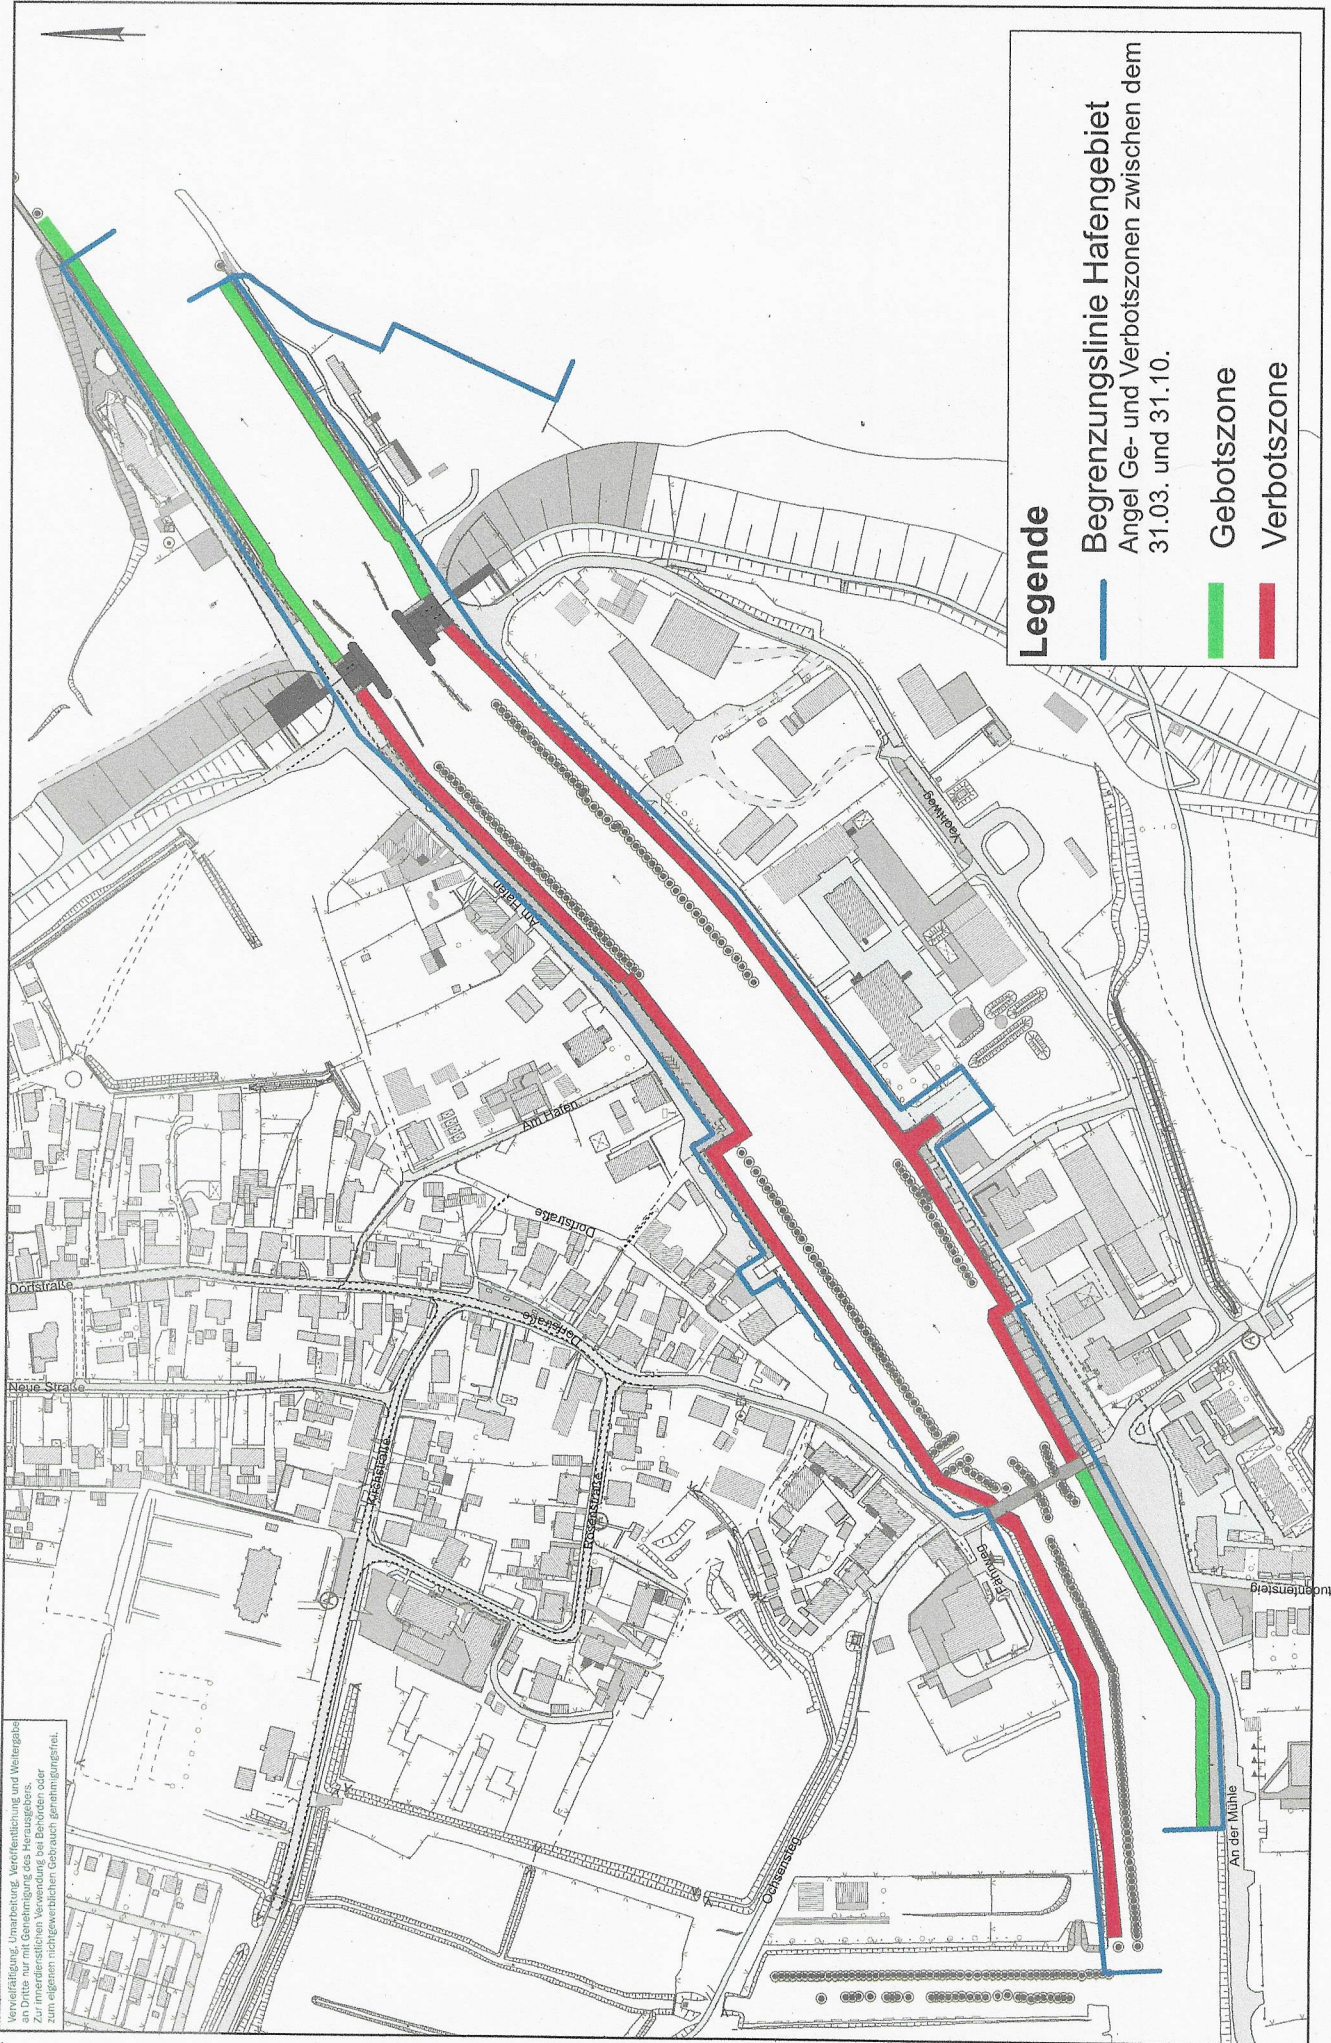 Vervielfältigung, Umarbeitung, Veröffentlichung und Weitergabe
an Dritte nur mit Genehmigung des Herausgebers.
Zur innerdienstlichen Verwendung bei Behörden oder
zum eigenen nichtgewerblichen Gebrauch genehmigungsfrei.
Legende
Begrenzungslinie Hafengebiet
Angel Ge- und Verbotszonen zwischen dem
31.03. und 31.10.
Gebotszone
Verbotszone
Am Hafen
Am Hafen
Yachtweg
Dorfstraße
Dorfstraße
Dorfstraße
Neue Straße
Kirchstraße
Rosenstraße
Fährweg
Ochsensteg
An der Mühle